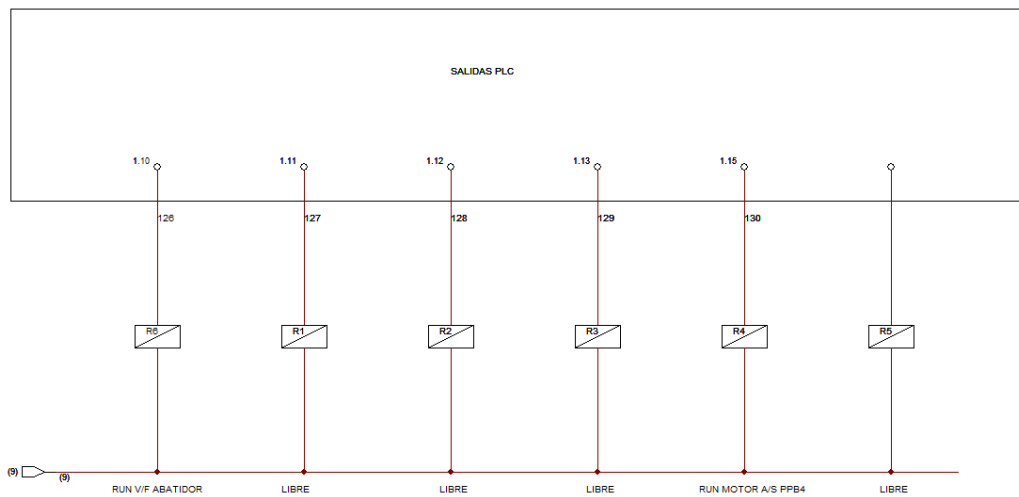 SALIDAS PLC
1.10 1.11 1.12 1.13 1.15
126 127 128 129 130
R6 R1 R2 R3 R4 R5
(9) (9)
RUN V/F ABATIDOR LIBRE LIBRE LIBRE RUN MOTOR A/S PPB4 LIBRE